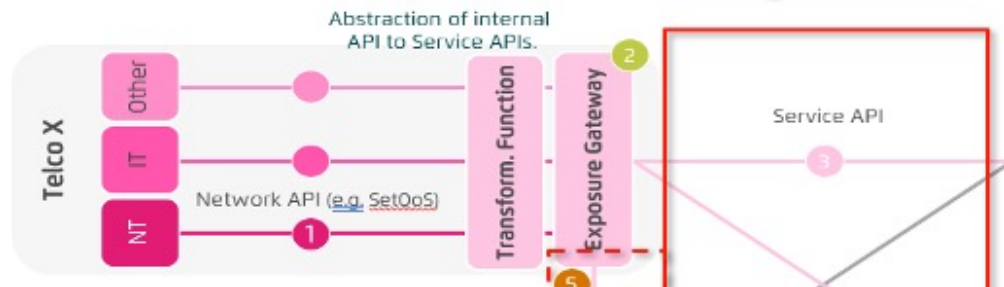 Abstraction of internal
API to Service APIs.
2
Telco X
Other
IT
NT
Network API (e.g. SetQoS)
1
Transform. Function
Exposure Gateway
Service API
3
5